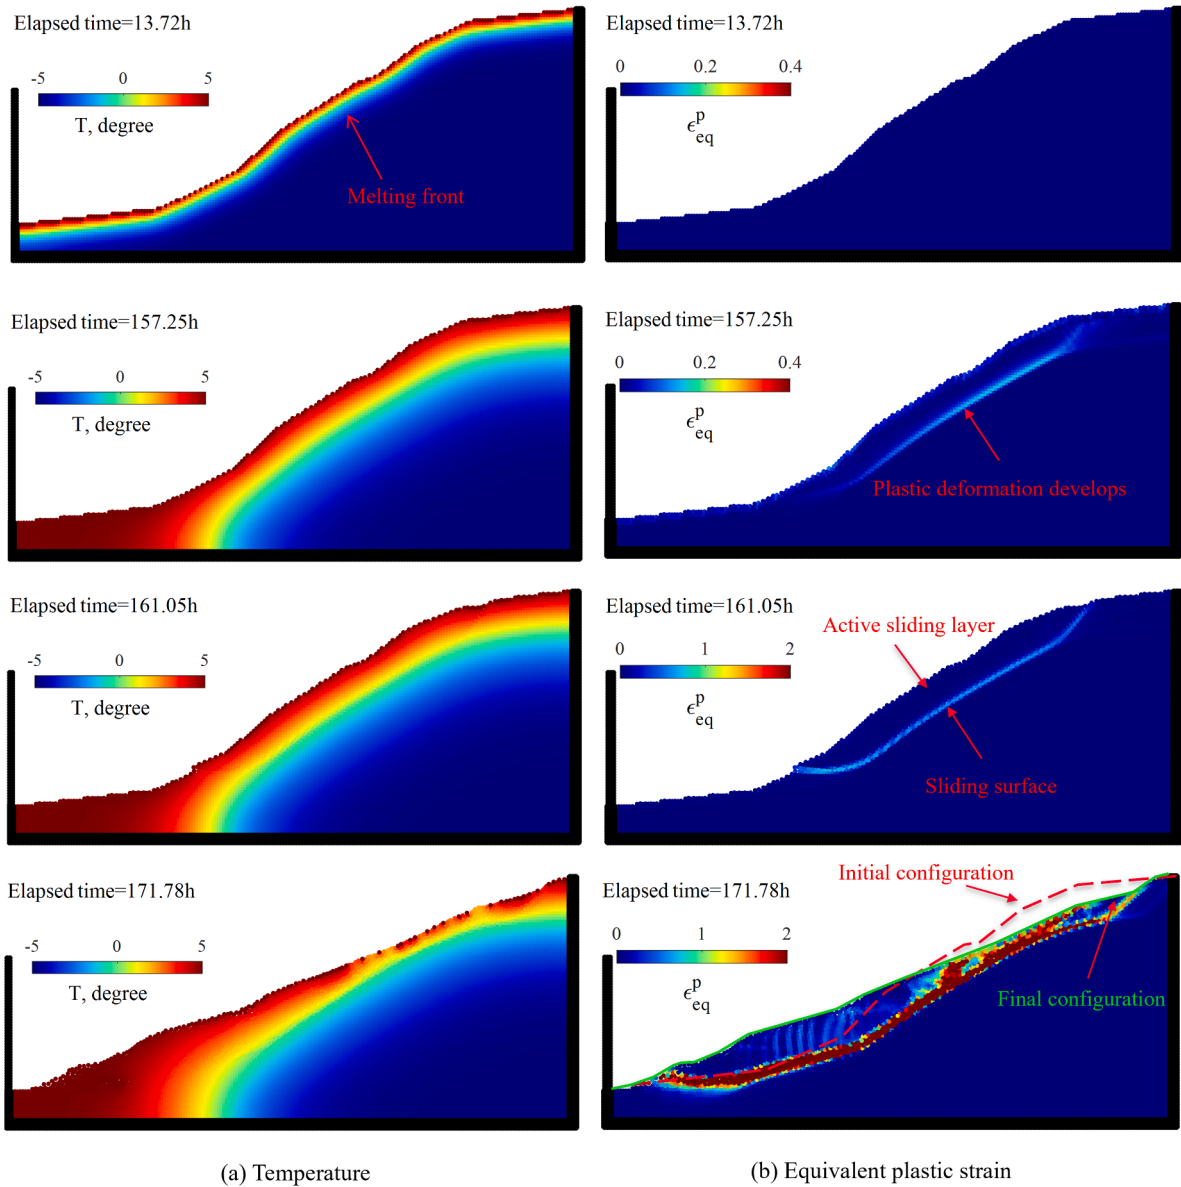 Elapsed time=13.72h
-5 0 5
T, degree
Melting front
Elapsed time=13.72h
0 0.2 0.4
ϵ^p_eq
Elapsed time=157.25h
-5 0 5
T, degree
Elapsed time=157.25h
0 0.2 0.4
ϵ^p_eq
Plastic deformation develops
Elapsed time=161.05h
-5 0 5
T, degree
Elapsed time=161.05h
Active sliding layer
0 1 2
ϵ^p_eq
Sliding surface
Elapsed time=171.78h
-5 0 5
T, degree
Initial configuration
Elapsed time=171.78h
0 1 2
ϵ^p_eq
Final configuration
(a) Temperature
(b) Equivalent plastic strain